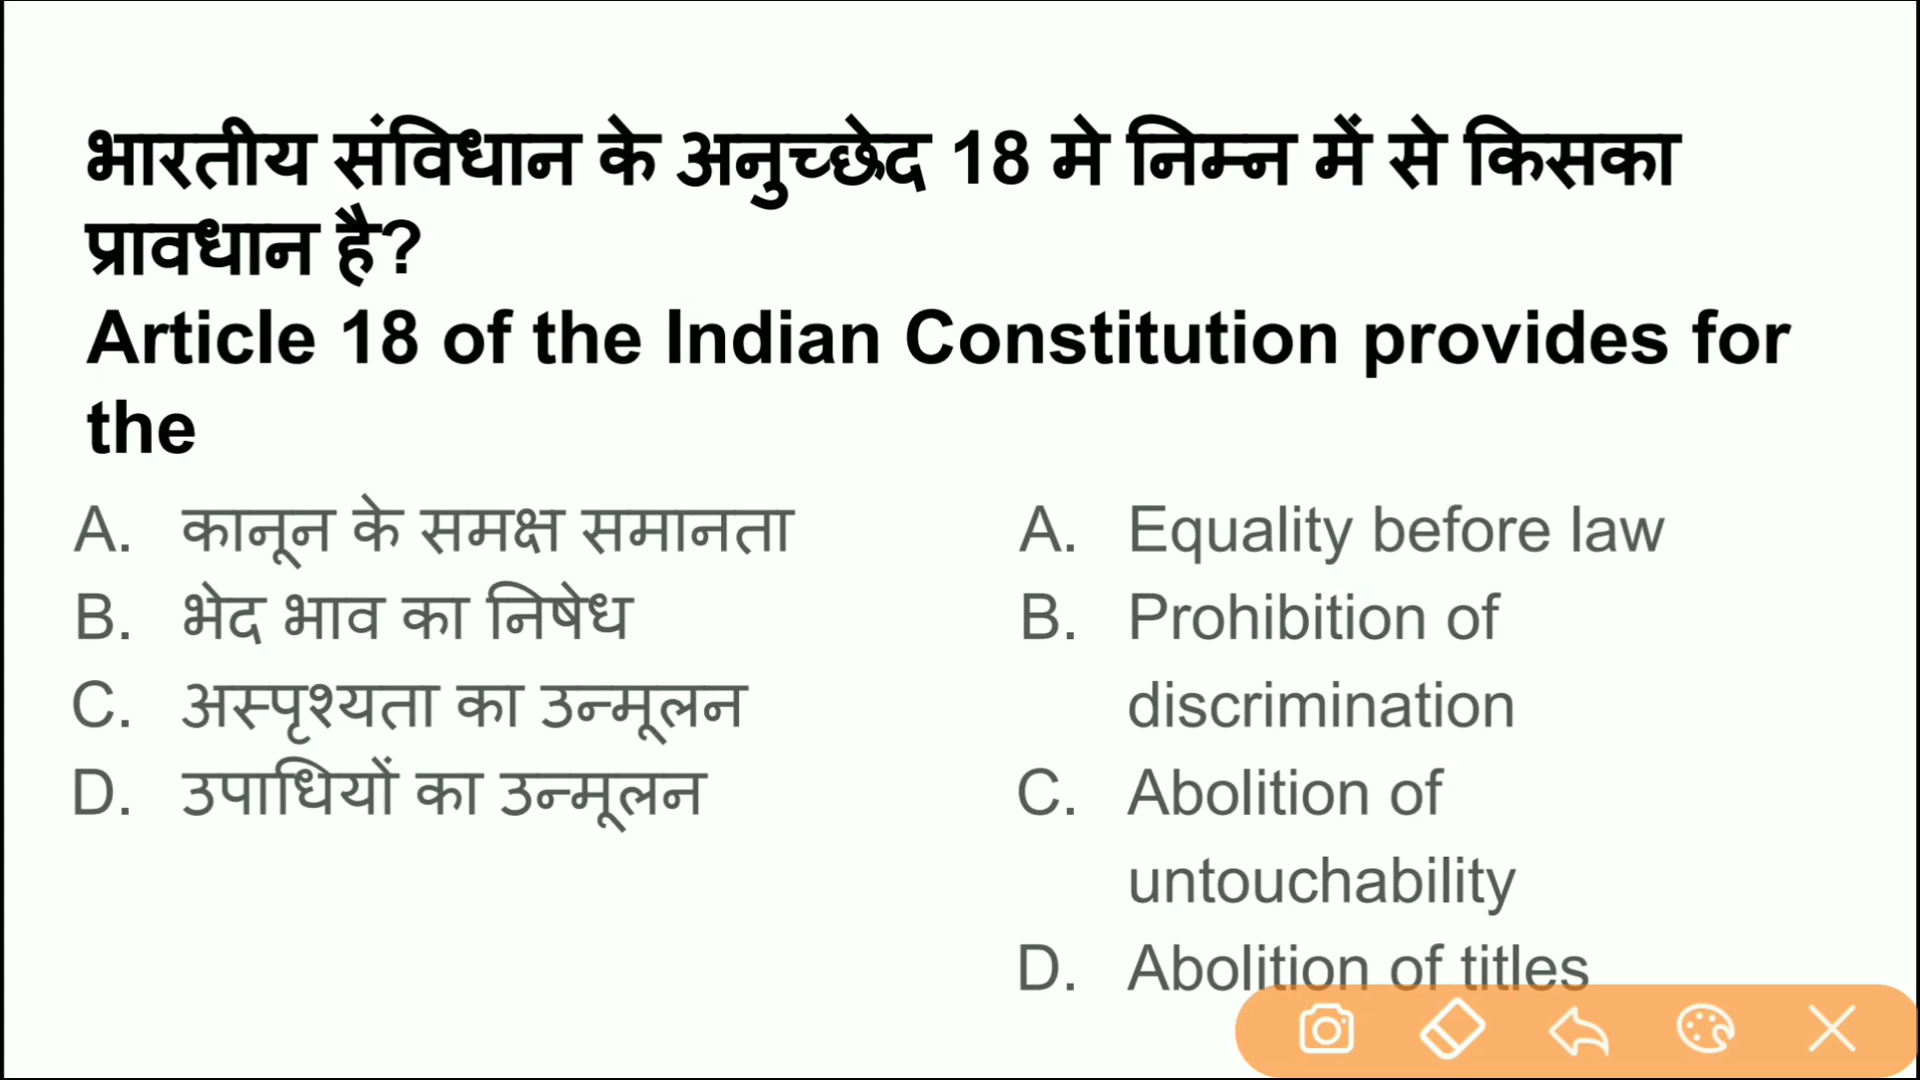 भारतीय संविधान के अनुच्छेद 18 मे निम्न में से किसका
प्रावधान है?
Article 18 of the Indian Constitution provides for
the
A. कानून के समक्ष समानता
B. भेद भाव का निषेध
C. अस्पृश्यता का उन्मूलन
D. उपाधियों का उन्मूलन
A. Equality before law
B. Prohibition of
discrimination
C. Abolition of
untouchability
D. Abolition of titles